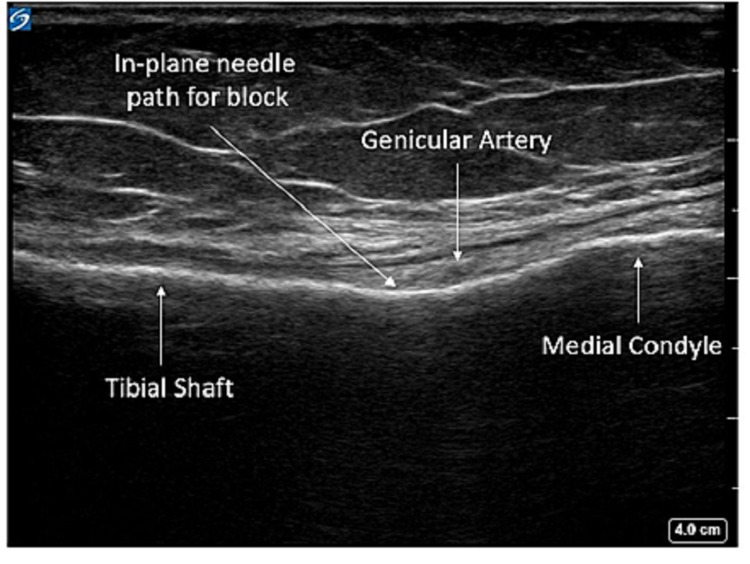 In-plane needle
path for block
Genicular Artery
Medial Condyle
Tibial Shaft
4.0 cm